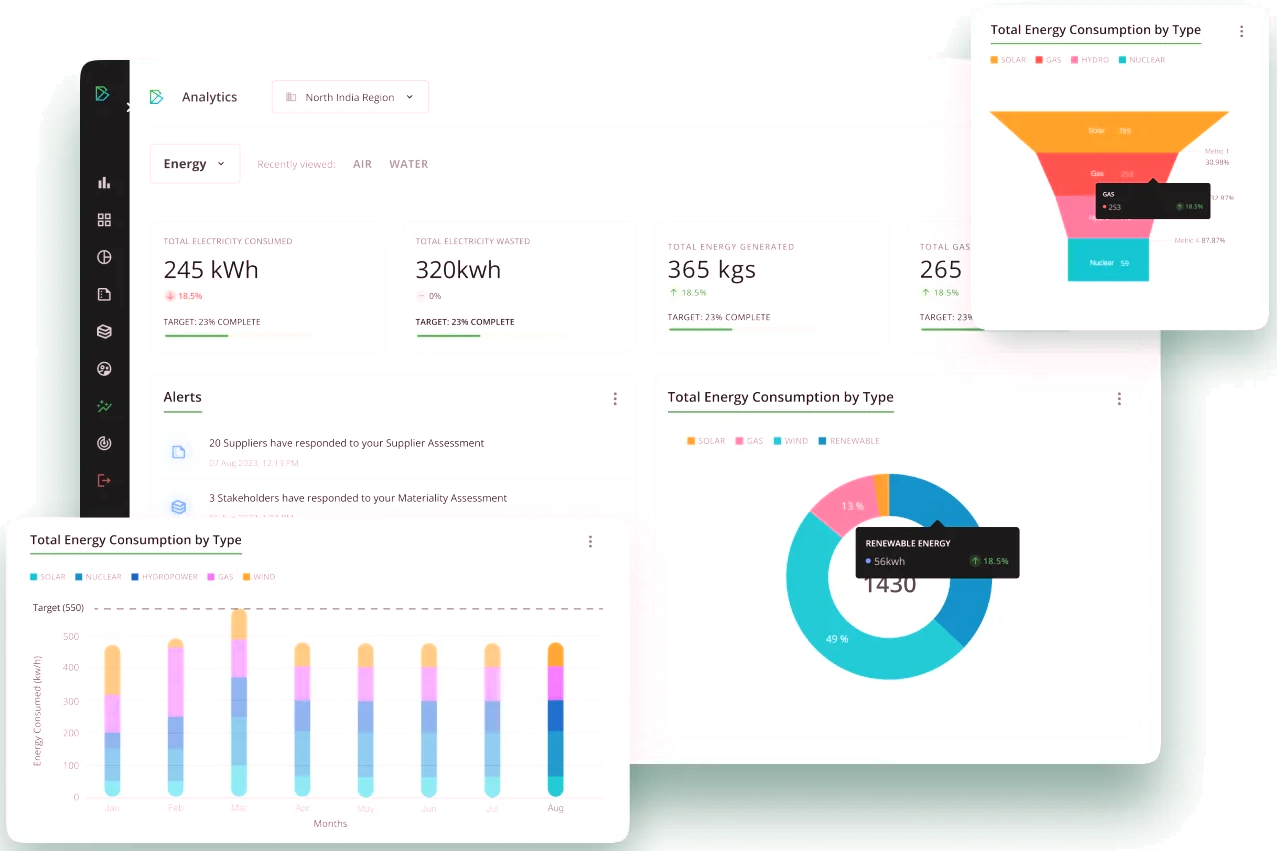 Analytics
North India Region
Energy
Recently viewed:
AIR
WATER
TOTAL ELECTRICITY CONSUMED
245 kWh
18.5%
TARGET: 23% COMPLETE
TOTAL ELECTRICITY WASTED
320kwh
0%
TARGET: 23% COMPLETE
TOTAL ENERGY GENERATED
365 kgs
18.5%
TARGET: 23% COMPLETE
TOTAL GAS
265
18 5%
TARGET: 23%
Total Energy Consumption by Type
SOLAR
GAS
HYDRO
NUCLEAR
Solar 789
Metric 1
30.98%
Gas 253
GAS
253
18.5%
Metric 4 87.87%
Nuclear 59
Alerts
20 Suppliers have responded to your Supplier Assessment
07 Aug 2023, 12:13 PM
3 Stakeholders have responded to your Materiality Assessment
Total Energy Consumption by Type
SOLAR
GAS
WIND
RENEWABLE
13 %
RENEWABLE ENERGY
56kwh
18.5%
1430
49 %
Total Energy Consumption by Type
SOLAR
NUCLEAR
HYDROPOWER
GAS
WIND
Target (550)
500
400
300
200
100
0
Energy Consumed (kw/h)
Jan
Feb
Mar
Apr
May
Jun
Jul
Aug
Months